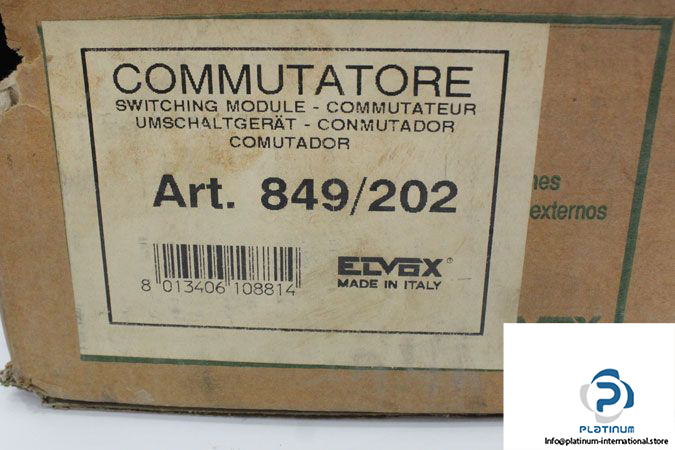 COMMUTATORE
SWITCHING MODULE - COMMUTATEUR
UMSCHALTGERÄT - CONMUTADOR
COMUTADOR
Art. 849/202
8 013406 108814
ELVOX®
MADE IN ITALY
externos
PLATINUM
Info@platinum-international.store